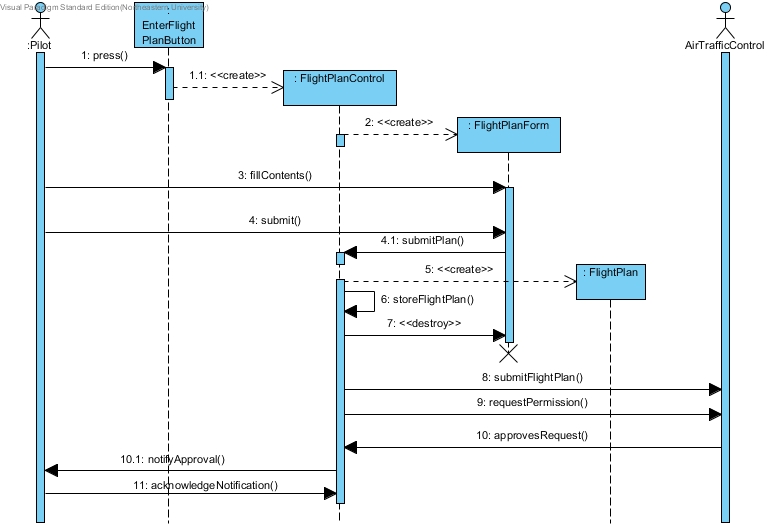 Visual Paradigm Standard Edition(Northeastern University)
:
EnterFlight
PlanButton
:Pilot
AirTrafficControl
1: press()
1.1: <<create>>
: FlightPlanControl
2: <<create>>
: FlightPlanForm
3: fillContents()
4: submit()
4.1: submitPlan()
5: <<create>>
: FlightPlan
6: storeFlightPlan()
7: <<destroy>>
8: submitFlightPlan()
9: requestPermission()
10: approvesRequest()
10.1: notifyApproval()
11: acknowledgeNotification()